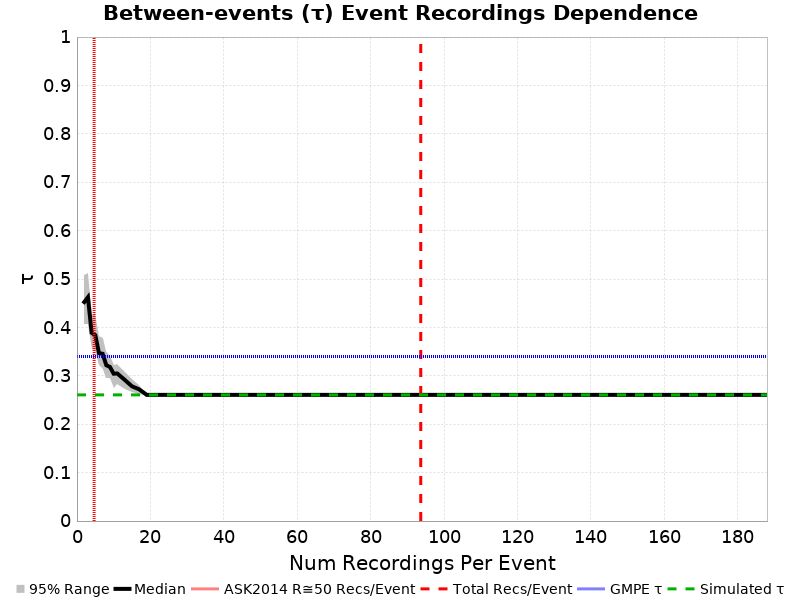 Between-events (τ) Event Recordings Dependence
1
0.9
0.8
0.7
0.6
0.5
0.4
0.3
0.2
0.1
0
τ
0 20 40 60 80 100 120 140 160 180
Num Recordings Per Event
95% Range Median ASK2014 R≅50 Recs/Event Total Recs/Event GMPE τ Simulated τ